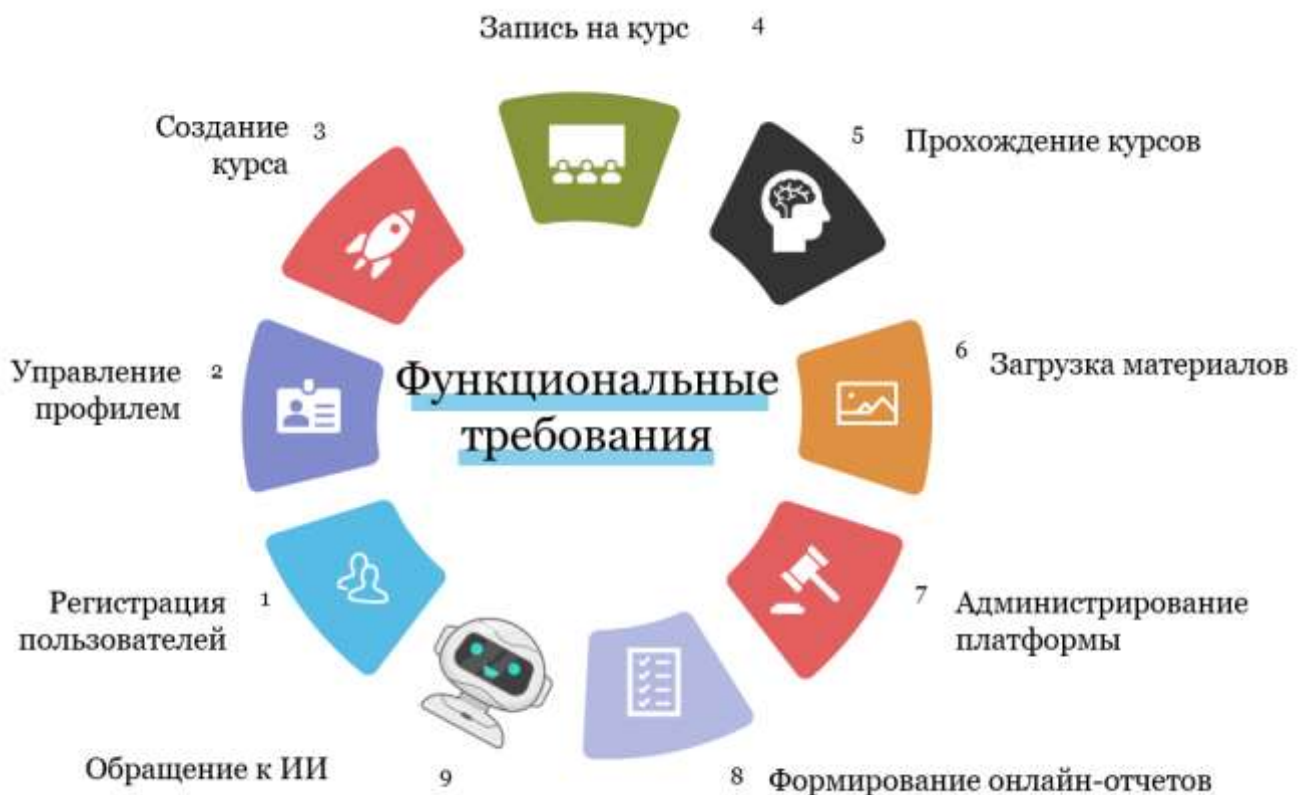 Запись на курс 4
Создание 3
курса
5 Прохождение курсов
Управление 2
профилем
Функциональные
требования
6 Загрузка материалов
Регистрация 1
пользователей
7 Администрирование
платформы
Обращение к ИИ 9
8 Формирование онлайн-отчетов